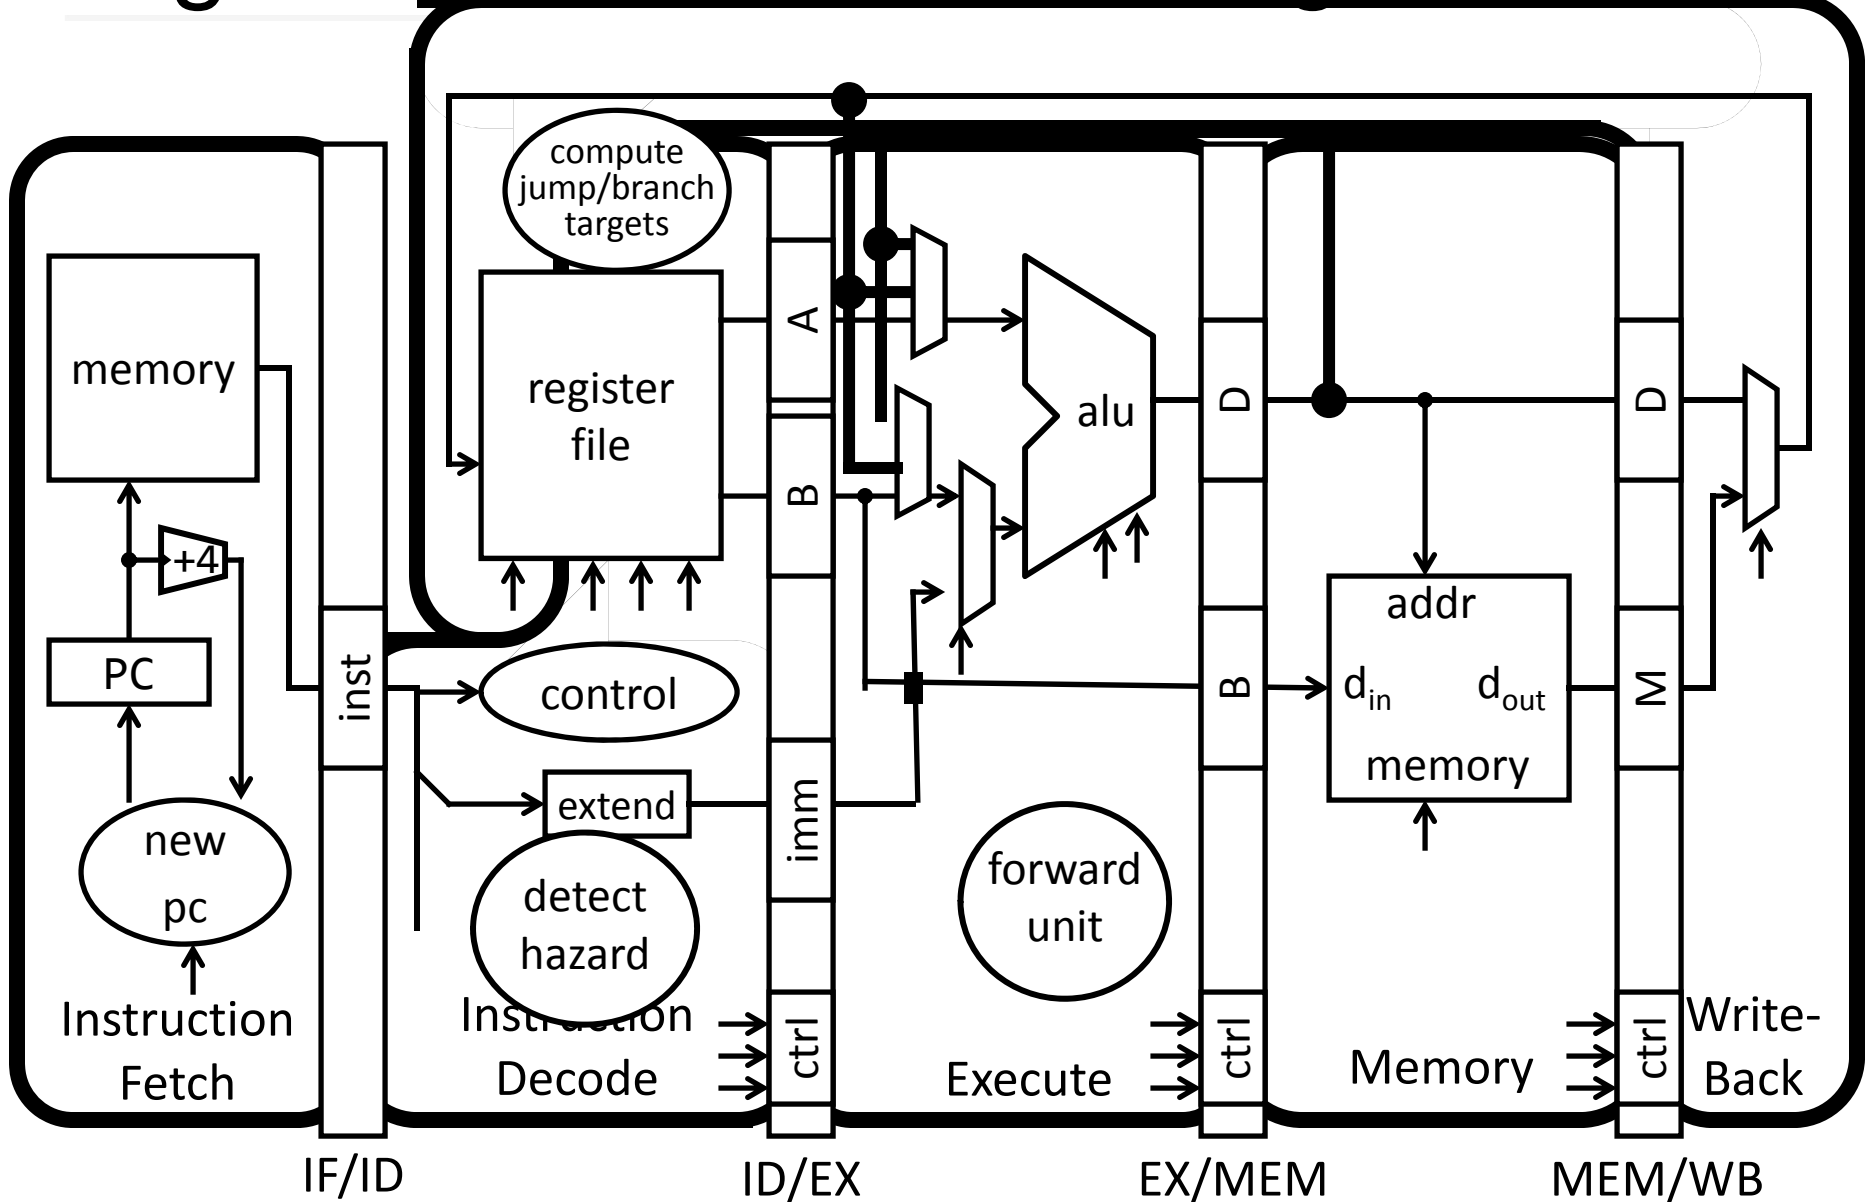 compute
jump/branch
targets
memory
register
file
A
B
alu
D
D
+4
PC
inst
control
extend
imm
addr
B
d_in
d_out
M
memory
new
pc
detect
hazard
forward
unit
Instruction
Fetch
Instruction
Decode
ctrl
Execute
ctrl
Memory
ctrl
Write-
Back
IF/ID
ID/EX
EX/MEM
MEM/WB